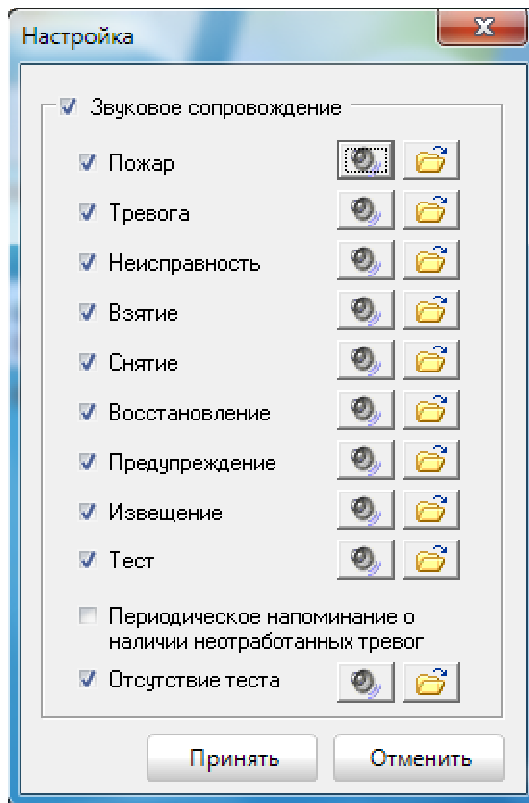 Настройка
Звуковое сопровождение
Пожар
Тревога
Неисправность
Взятие
Снятие
Восстановление
Предупреждение
Извещение
Тест
Периодическое напоминание о
наличии неотработанных тревог
Отсутствие теста
Принять
Отменить